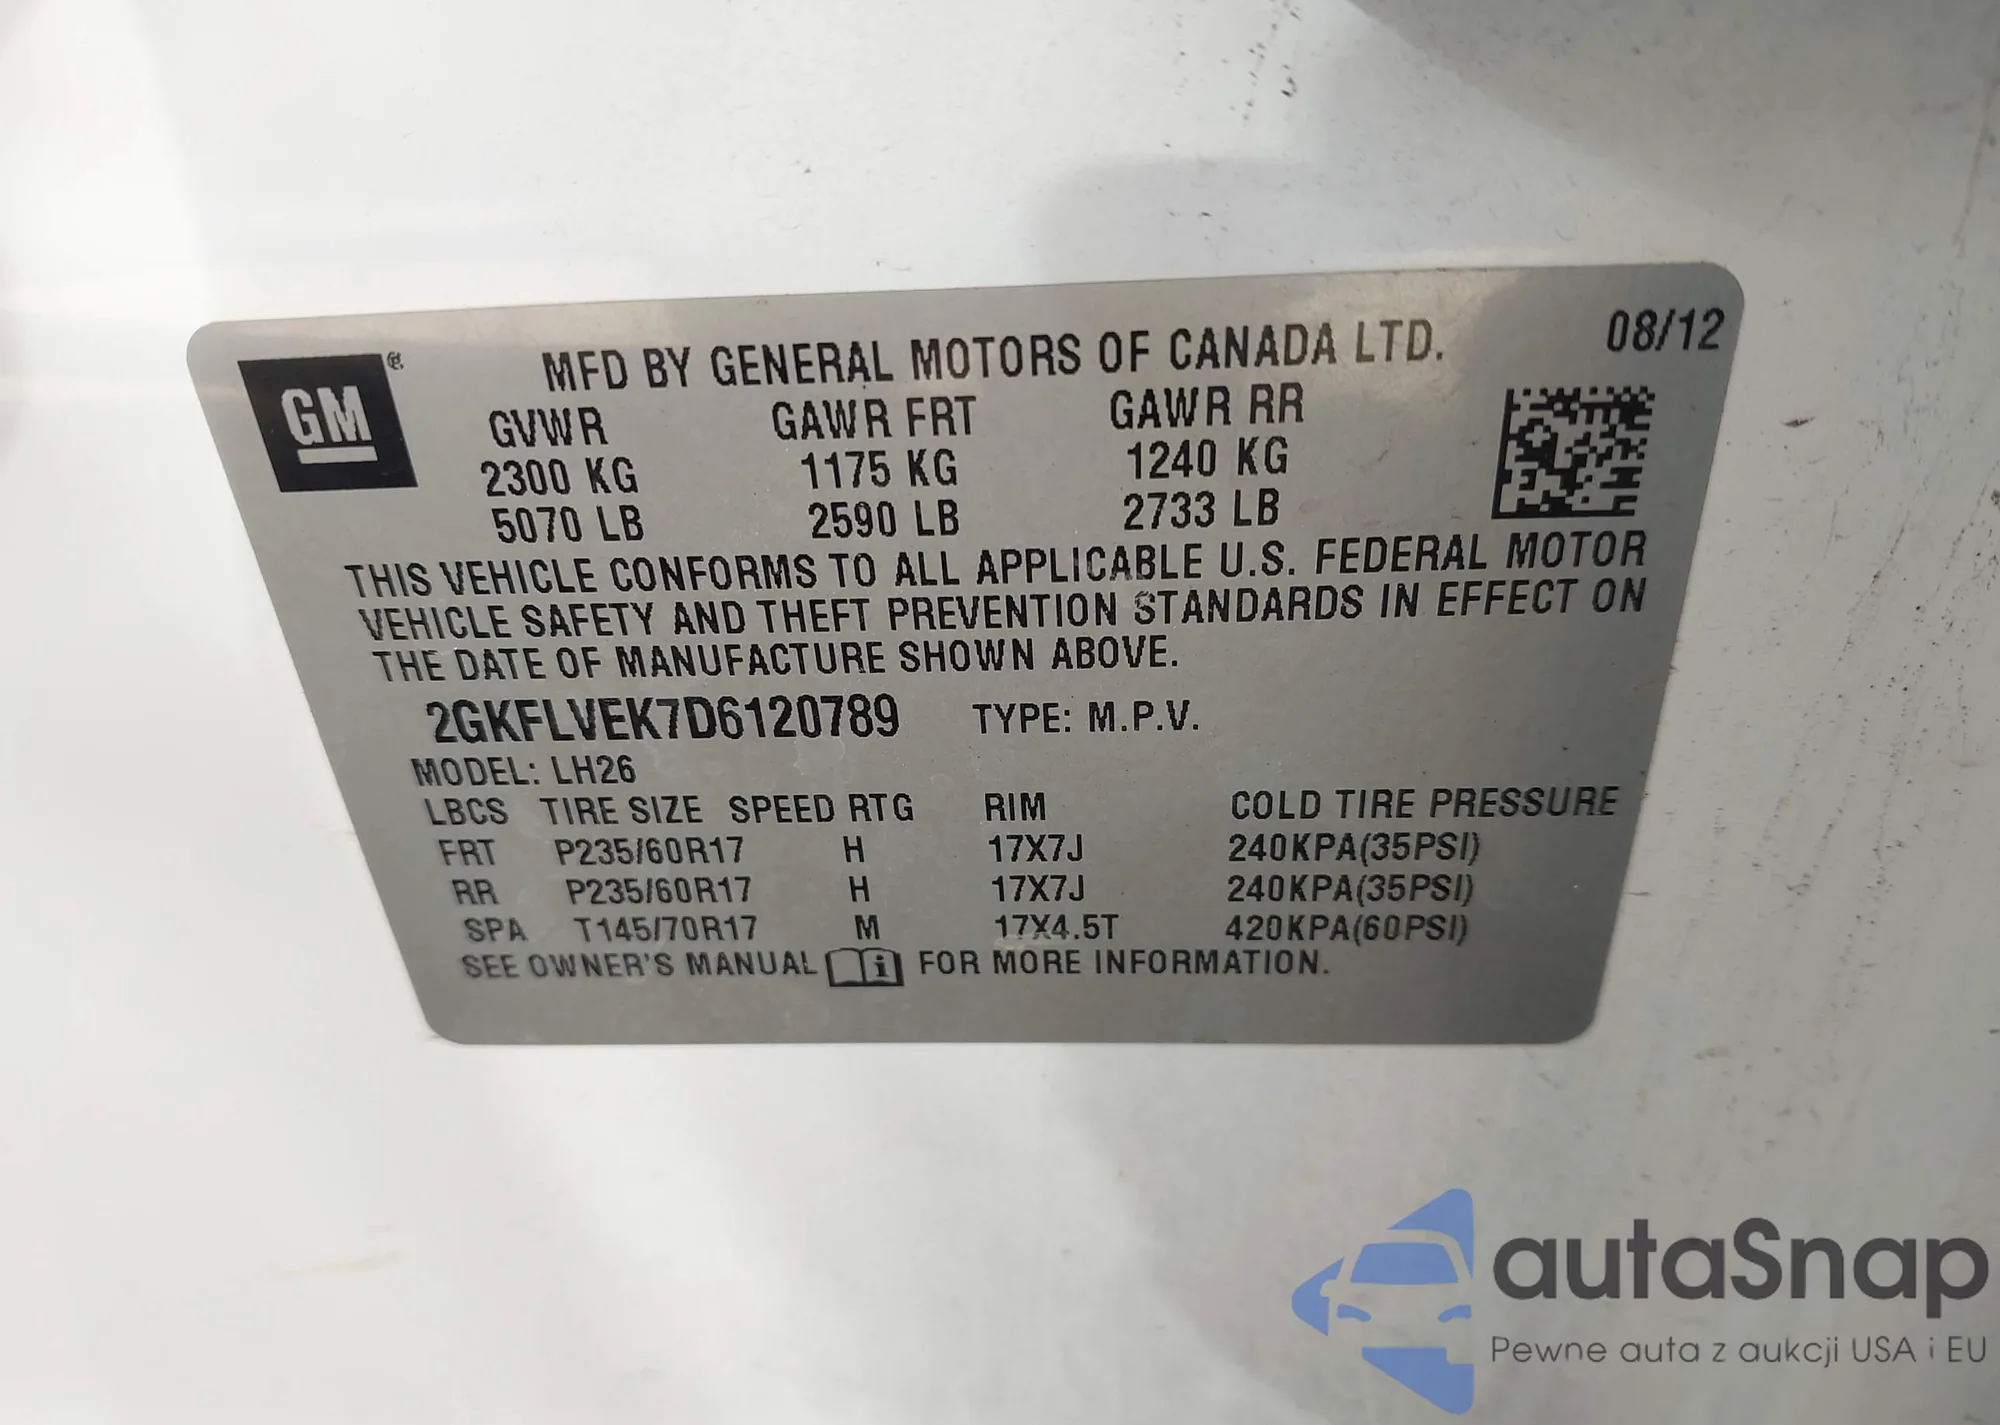 GM
MFD BY GENERAL MOTORS OF CANADA LTD. 08/12
GVWR GAWR FRT GAWR RR
2300 KG 1175 KG 1240 KG
5070 LB 2590 LB 2733 LB
THIS VEHICLE CONFORMS TO ALL APPLICABLE U.S. FEDERAL MOTOR
VEHICLE SAFETY AND THEFT PREVENTION STANDARDS IN EFFECT ON
THE DATE OF MANUFACTURE SHOWN ABOVE.
2GKFLVEK7D6120789 TYPE: M.P.V.
MODEL: LH26
LBCS TIRE SIZE SPEED RTG RIM COLD TIRE PRESSURE
FRT P235/60R17 H 17X7J 240KPA(35PSI)
RR P235/60R17 H 17X7J 240KPA(35PSI)
SPA T145/70R17 M 17X4.5T 420KPA(60PSI)
SEE OWNER'S MANUAL i FOR MORE INFORMATION.
autaSnap
Pewne auta z aukcji USA i EU